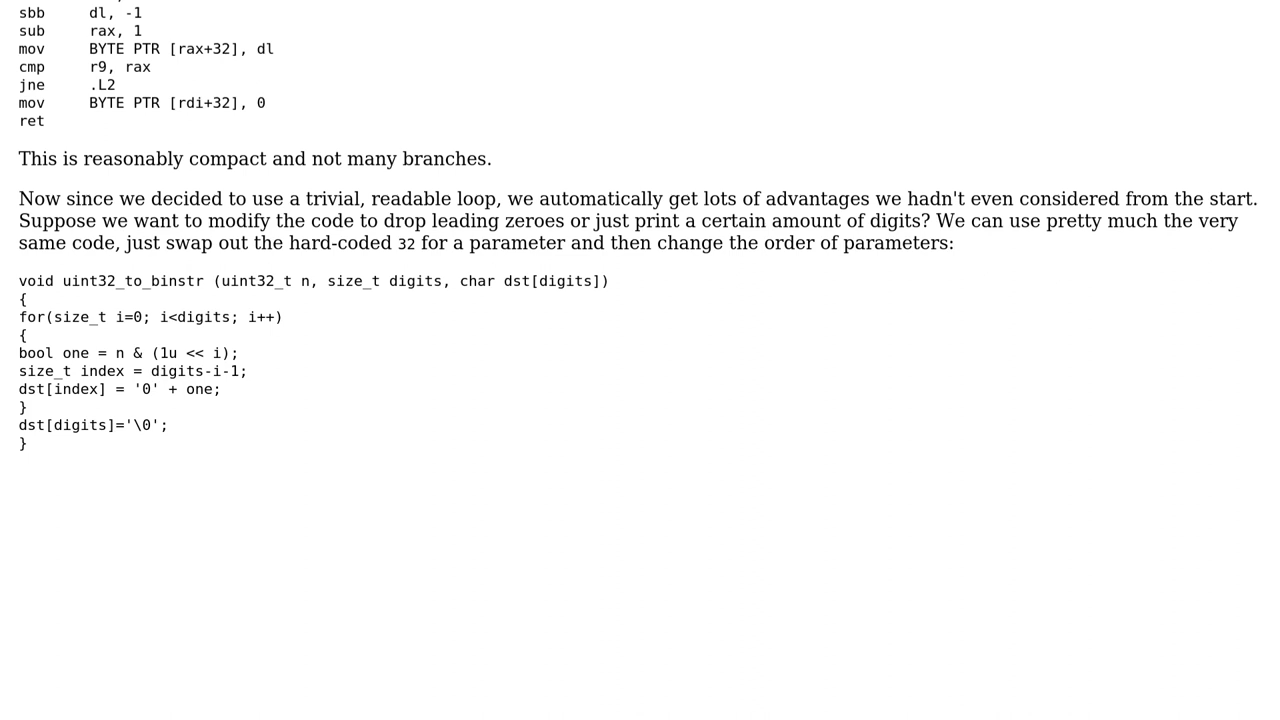 sbb     dl, -1
sub     rax, 1
mov     BYTE PTR [rax+32], dl
cmp     r9, rax
jne     .L2
mov     BYTE PTR [rdi+32], 0
ret
This is reasonably compact and not many branches.
Now since we decided to use a trivial, readable loop, we automatically get lots of advantages we hadn't even considered from the start.
Suppose we want to modify the code to drop leading zeroes or just print a certain amount of digits? We can use pretty much the very
same code, just swap out the hard-coded 32 for a parameter and then change the order of parameters:
void uint32_to_binstr (uint32_t n, size_t digits, char dst[digits])
{
for(size_t i=0; i<digits; i++)
{
bool one = n & (1u << i);
size_t index = digits-i-1;
dst[index] = '0' + one;
}
dst[digits]='\0';
}